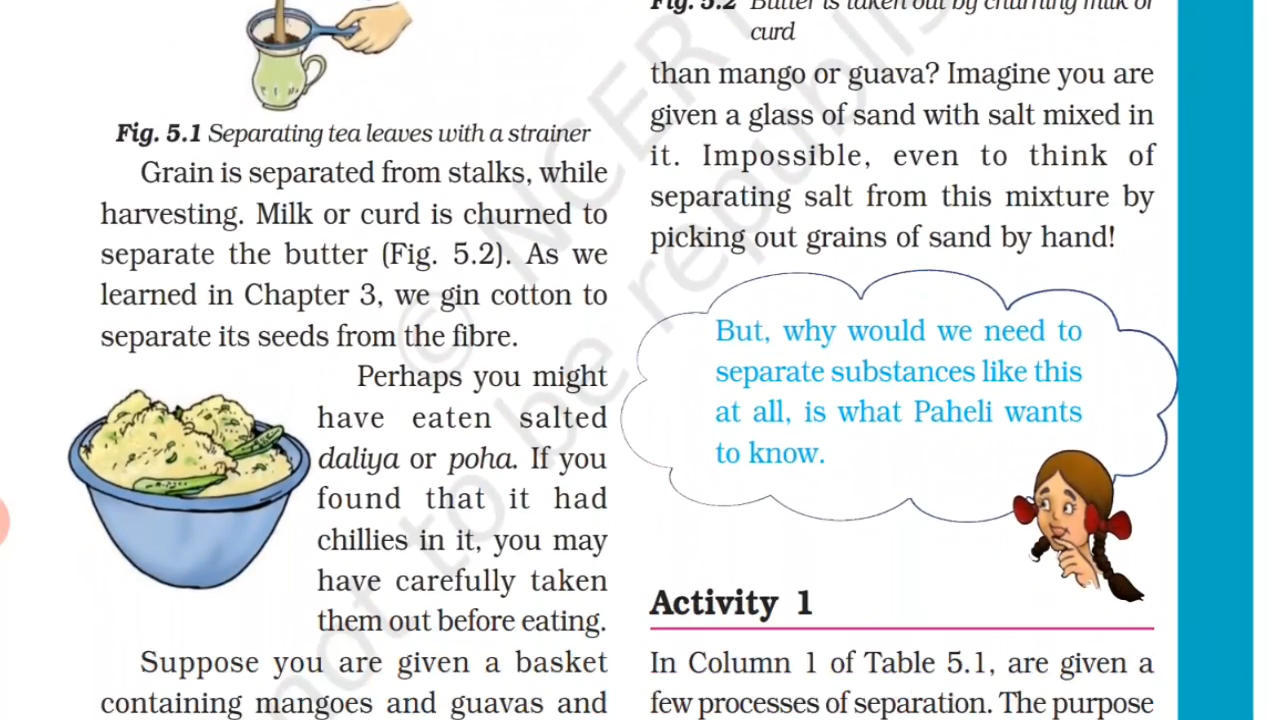 Fig. 5.1 Separating tea leaves with a strainer
Grain is separated from stalks, while
harvesting. Milk or curd is churned to
separate the butter (Fig. 5.2). As we
learned in Chapter 3, we gin cotton to
separate its seeds from the fibre.
Perhaps you might
have eaten salted
daliya or poha. If you
found that it had
chillies in it, you may
have carefully taken
them out before eating.
Suppose you are given a basket
containing mangoes and guavas and
Fig. 5.2 Butter is taken out by churning milk or
curd
than mango or guava? Imagine you are
given a glass of sand with salt mixed in
it. Impossible, even to think of
separating salt from this mixture by
picking out grains of sand by hand!
But, why would we need to
separate substances like this
at all, is what Paheli wants
to know.
Activity 1
In Column 1 of Table 5.1, are given a
few processes of separation. The purpose
© NCERT
not to be republis